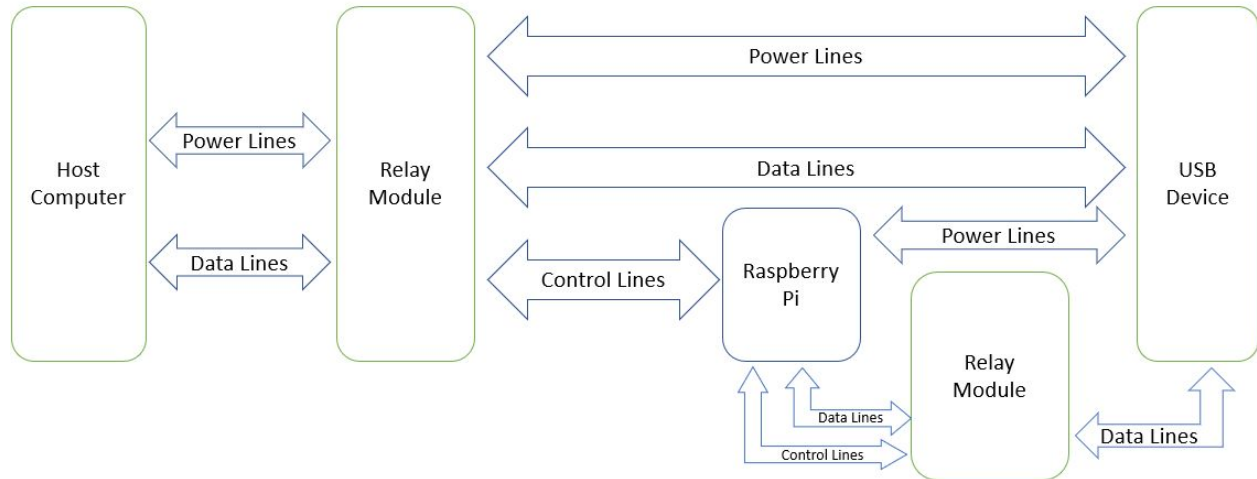 Host
Computer
Power Lines
Data Lines
Relay
Module
Power Lines
Data Lines
Control Lines
Raspberry
Pi
Power Lines
Relay
Module
Data Lines
Control Lines
Data Lines
USB
Device